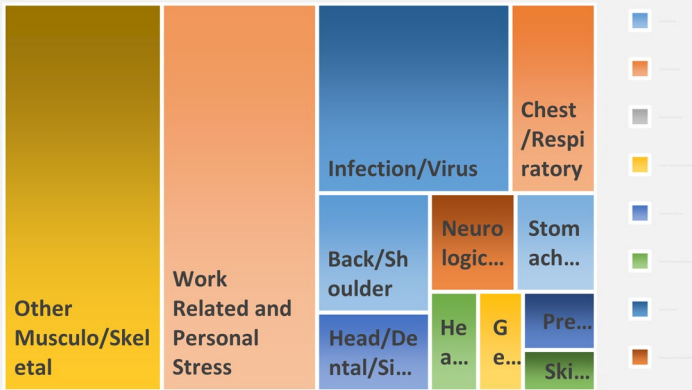 Other
Musculo/Skel
etal
Work
Related and
Personal
Stress
Infection/Virus
Chest
/Respi
ratory
Back/Sh
oulder
Head/De
ntal/Si...
Neuro
logic...
Stom
ach...
He
a...
G
e...
Pre...
Ski...